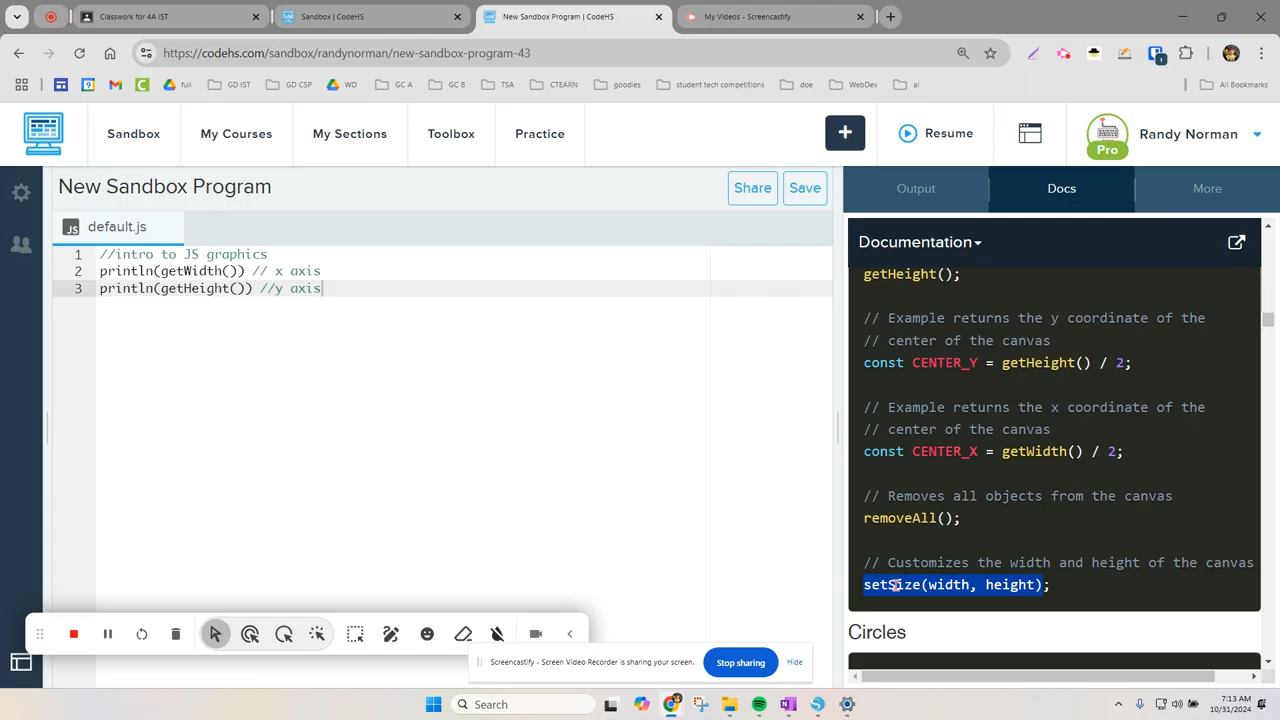 Classwork for 4A IST
Sandbox | CodeHS
New Sandbox Program | CodeHS
My Videos - Screencastify
https://codehs.com/sandbox/randynorman/new-sandbox-program-43
full
GD IST
GD CSP
WD
GC A
CTEARN
GC B
TSA
goodies
student tech competitions
doe
WebDev
ai
All Bookmarks
Sandbox
My Courses
My Sections
Toolbox
Practice
+
Resume
Pro
Randy Norman
New Sandbox Program
Share
Save
Output
Docs
More
JS default.js
Documentation
1 //intro to JS graphics
2 println(getWidth()) // x axis
3 println(getHeight()) //y axis
getHeight();
// Example returns the y coordinate of the
// center of the canvas
const CENTER_Y = getHeight() / 2;
// Example returns the x coordinate of the
// center of the canvas
const CENTER_X = getWidth() / 2;
// Removes all objects from the canvas
removeAll();
// Customizes the width and height of the canvas
setSize(width, height);
Circles
Screencastify - Screen Video Recorder is sharing your screen.
Stop sharing
Hide
Search
7:13 AM
10/31/2024